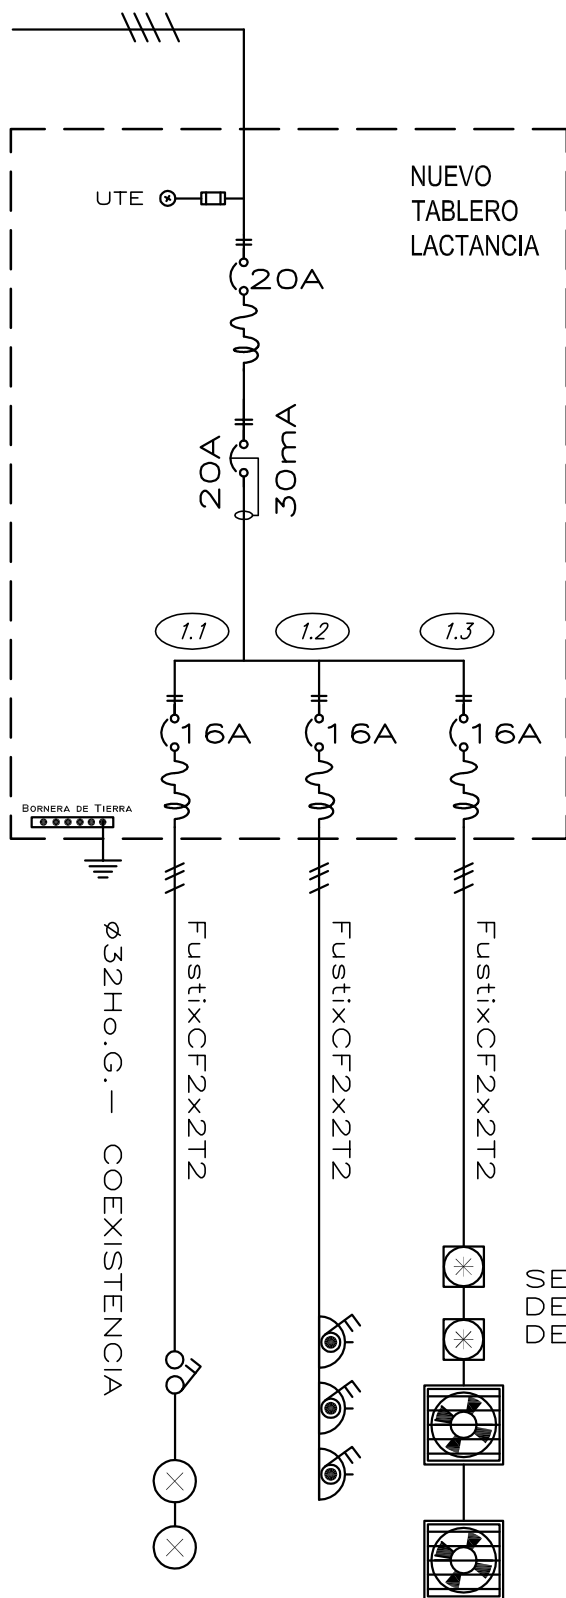 NUEVO
TABLERO
LACTANCIA
UTE
20A
20A
30mA
1.1
1.2
1.3
16A
16A
16A
BORNERA DE TIERRA
FustixCF2x2T2
FustixCF2x2T2
FustixCF2x2T2
ø32Ho.G.— COEXISTENCIA
SE
DE
DE